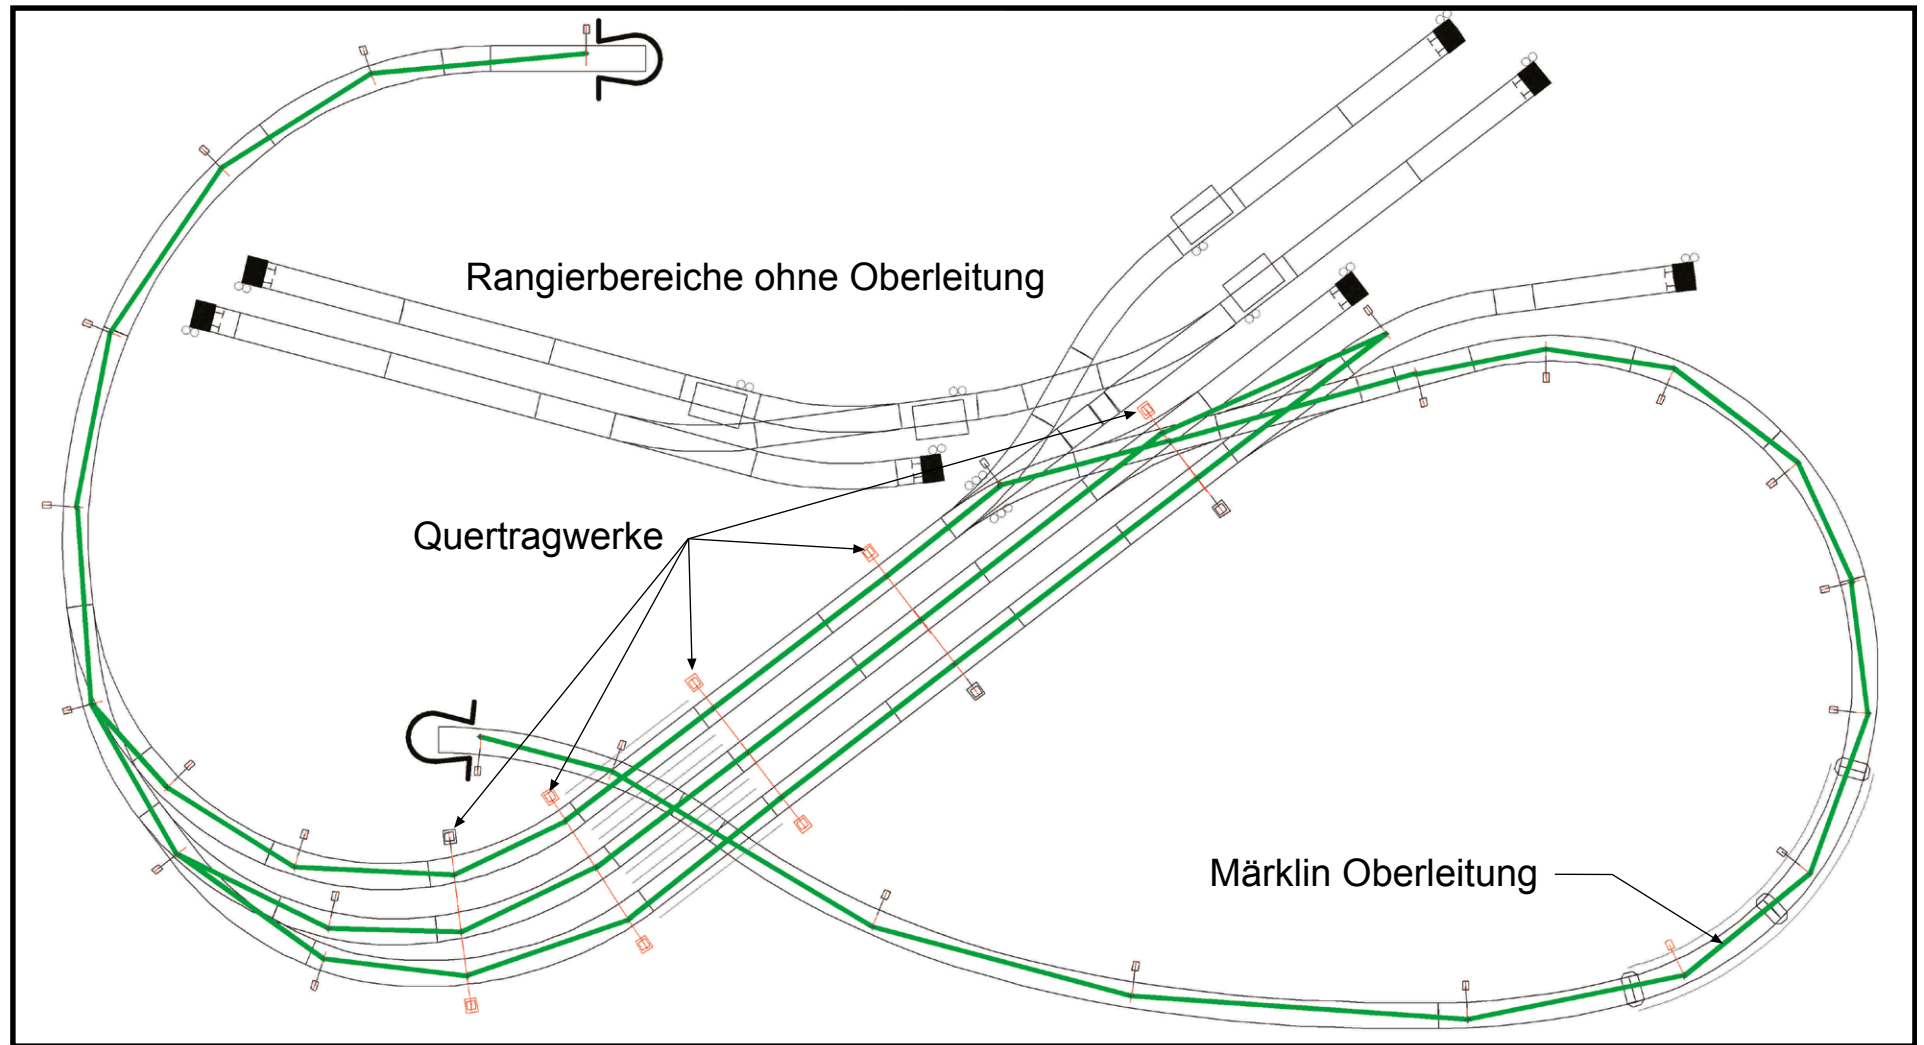 Rangierbereiche ohne Oberleitung
Quertragwerke
Märklin Oberleitung